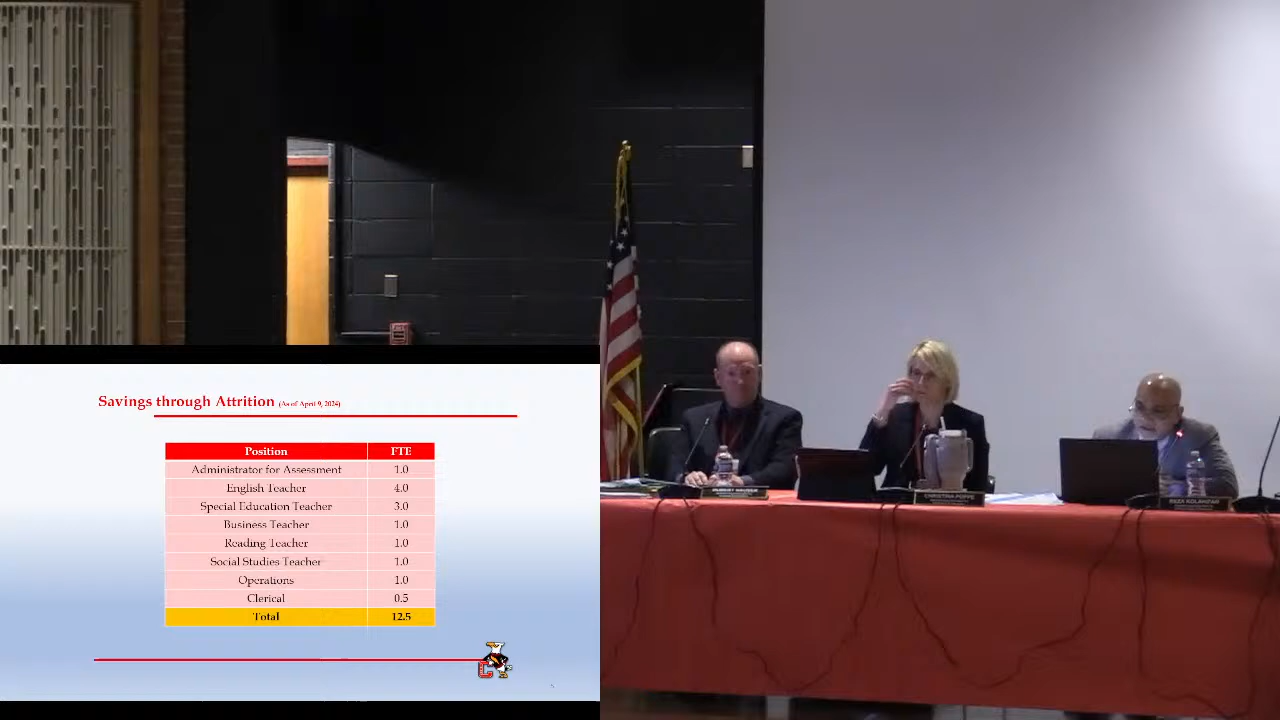 Savings through Attrition (As of April 9, 2024)
Position FTE
Administrator for Assessment 1.0
English Teacher 4.0
Special Education Teacher 3.0
Business Teacher 1.0
Reading Teacher 1.0
Social Studies Teacher 1.0
Operations 1.0
Clerical 0.5
Total 12.5
C
CHRISTINA POPPE
REZA KOLAHIFAR